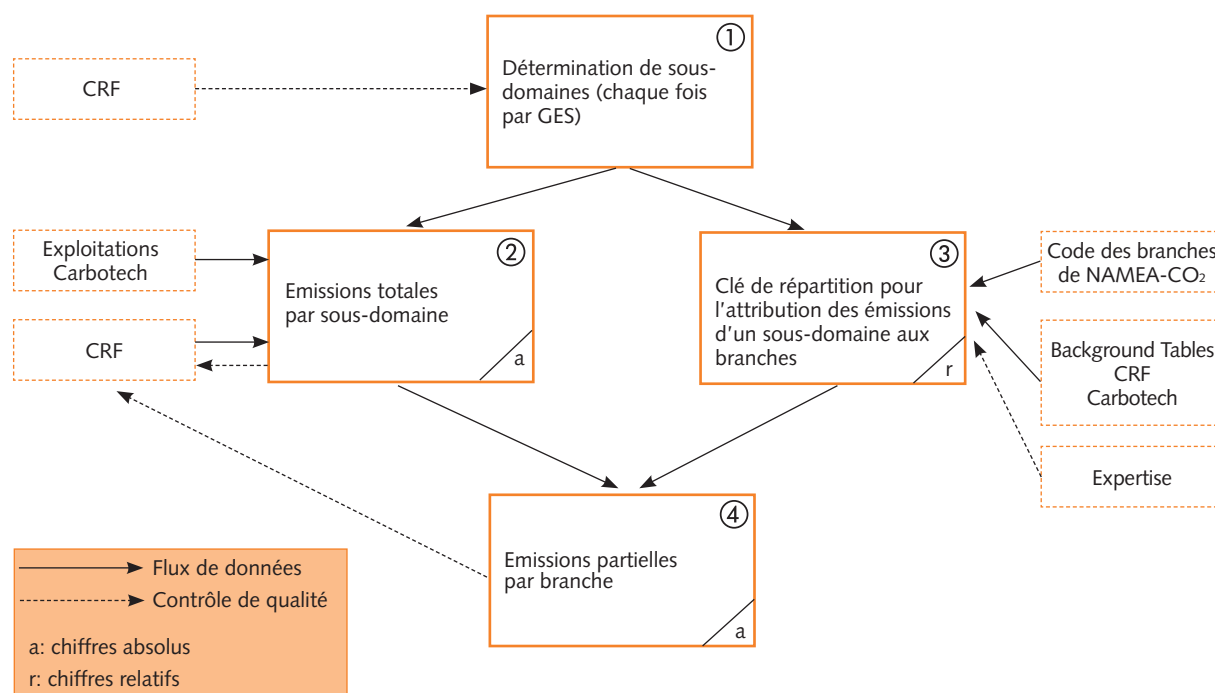 ①
Détermination de sous-
domaines (chaque fois
par GES)
CRF
②
Emissions totales
par sous-domaine
a
Exploitations
Carbotech
CRF
③
Clé de répartition pour
l'attribution des émissions
d'un sous-domaine aux
branches
r
Code des branches
de NAMEA-CO₂
Background Tables
CRF
Carbotech
Expertise
④
Emissions partielles
par branche
a
Flux de données
Contrôle de qualité
a: chiffres absolus
r: chiffres relatifs